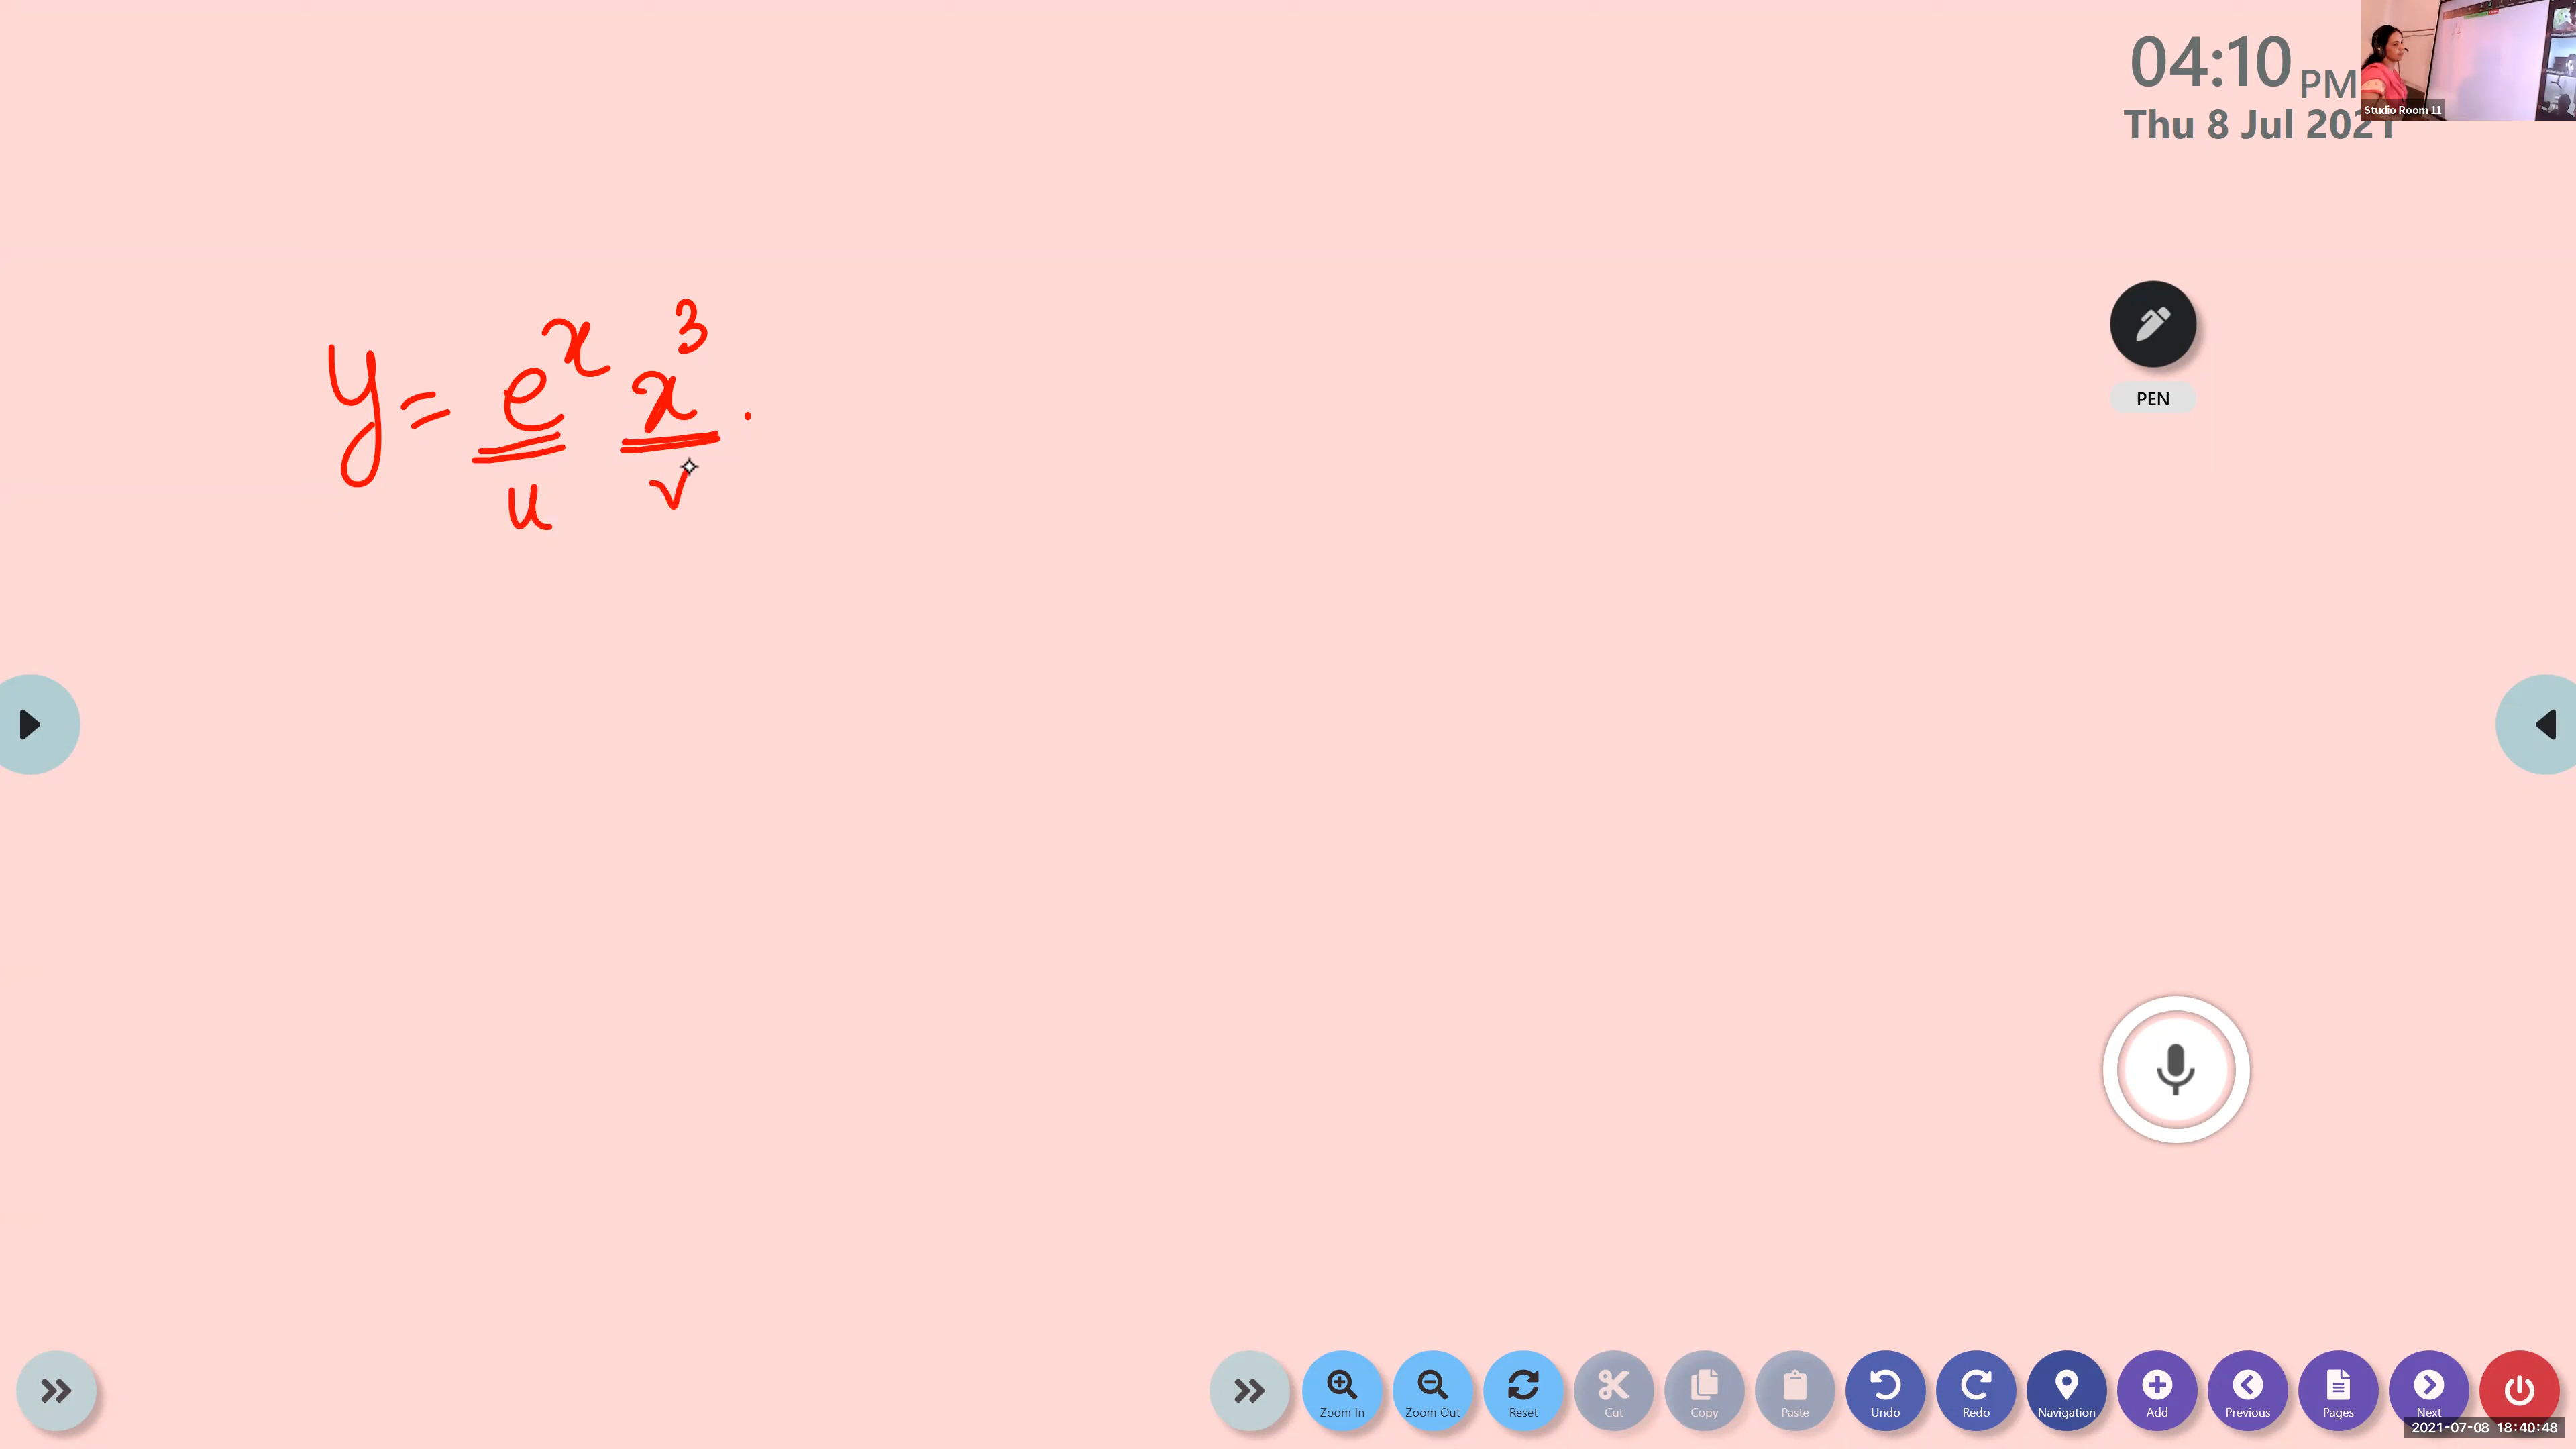 04:10 PM
Studio Room 11
Thu 8 Jul 2021
y = e^x x^3 .
u v
PEN
Zoom In Zoom Out Reset Cut Copy Paste Undo Redo Navigation Add Previous Pages Next
2021-07-08 18:40:48